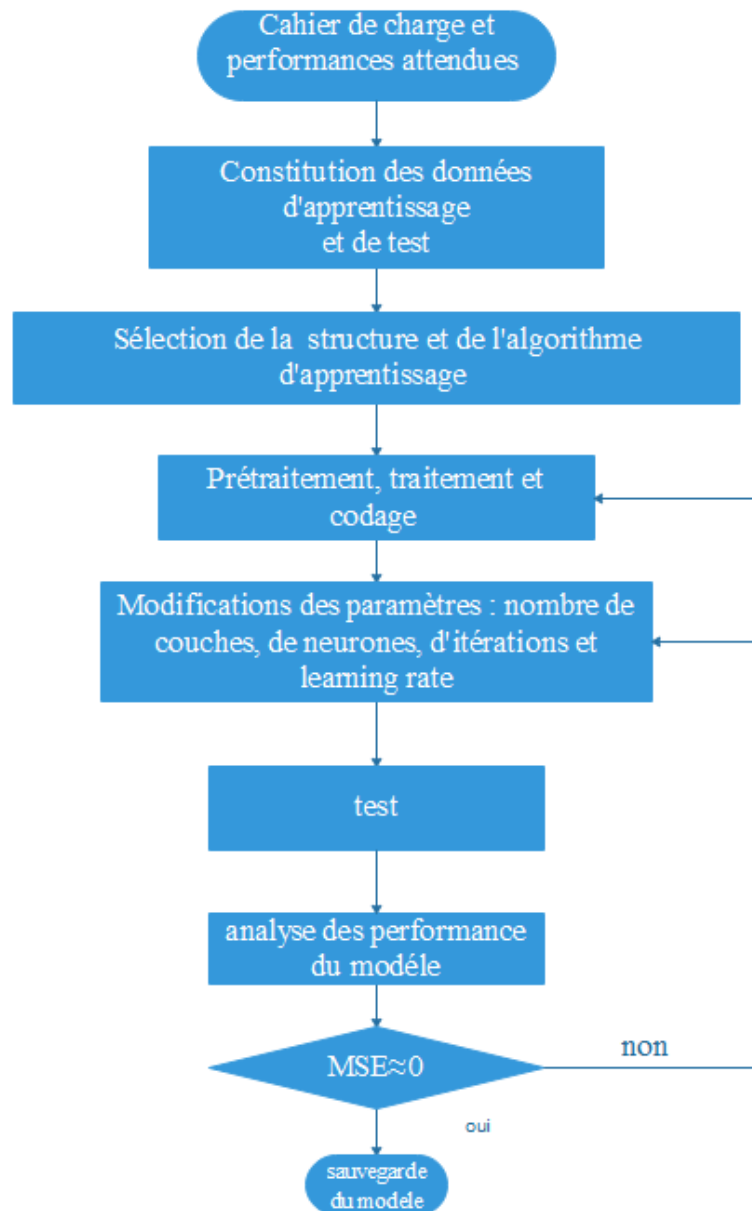 Cahier de charge et
performances attendues
Constitution des données
d'apprentissage
et de test
Sélection de la structure et de l'algorithme
d'apprentissage
Prétraitement, traitement et
codage
Modifications des paramètres : nombre de
couches, de neurones, d'itérations et
learning rate
test
analyse des performance
du modéle
MSE≈0
non
oui
sauvegarde
du modele